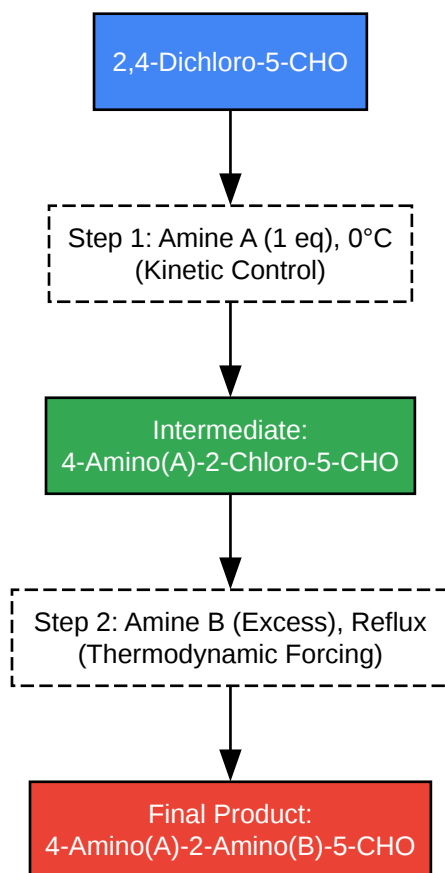 2,4-Dichloro-5-CHO
Step 1: Amine A (1 eq), 0°C
(Kinetic Control)
Intermediate:
4-Amino(A)-2-Chloro-5-CHO
Step 2: Amine B (Excess), Reflux
(Thermodynamic Forcing)
Final Product:
4-Amino(A)-2-Amino(B)-5-CHO